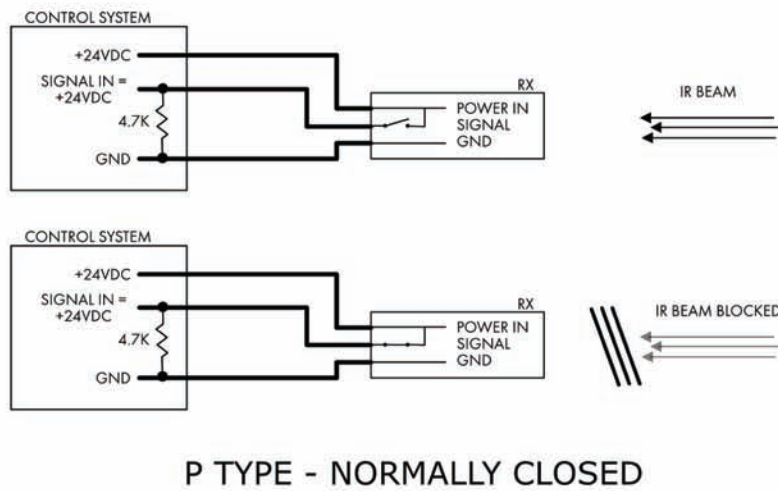 CONTROL SYSTEM
+24VDC
SIGNAL IN =
+24VDC
4.7K
GND
RX
POWER IN
SIGNAL
GND
IR BEAM
CONTROL SYSTEM
+24VDC
SIGNAL IN =
+24VDC
4.7K
GND
RX
POWER IN
SIGNAL
GND
IR BEAM BLOCKED
P TYPE - NORMALLY CLOSED